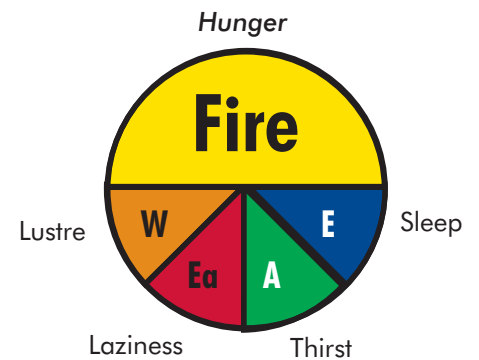 Hunger
Fire
W
E
Lustre
Sleep
Ea
A
Laziness
Thirst